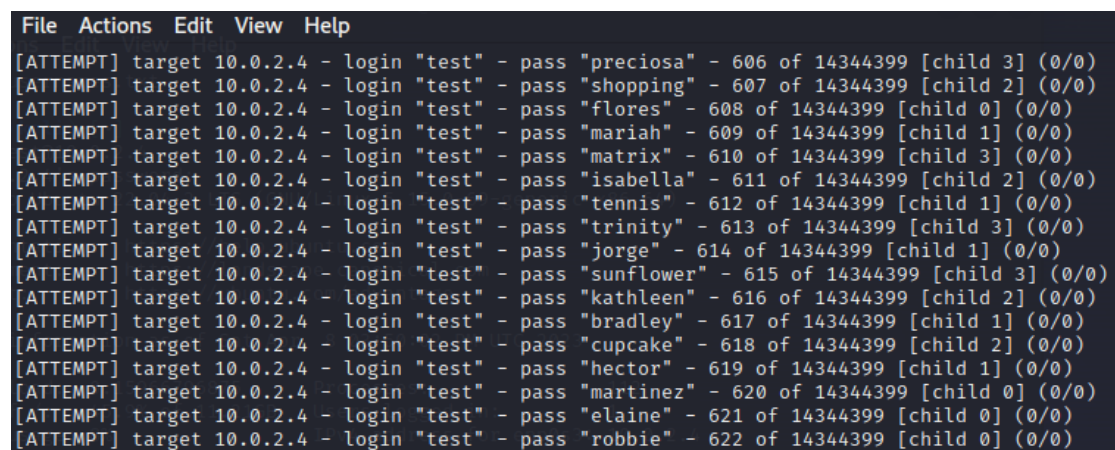 File Actions Edit View Help
[ATTEMPT] target 10.0.2.4 - login "test" - pass "preciosa" - 606 of 14344399 [child 3] (0/0)
[ATTEMPT] target 10.0.2.4 - login "test" - pass "shopping" - 607 of 14344399 [child 2] (0/0)
[ATTEMPT] target 10.0.2.4 - login "test" - pass "flores" - 608 of 14344399 [child 0] (0/0)
[ATTEMPT] target 10.0.2.4 - login "test" - pass "mariah" - 609 of 14344399 [child 1] (0/0)
[ATTEMPT] target 10.0.2.4 - login "test" - pass "matrix" - 610 of 14344399 [child 3] (0/0)
[ATTEMPT] target 10.0.2.4 - login "test" - pass "isabella" - 611 of 14344399 [child 2] (0/0)
[ATTEMPT] target 10.0.2.4 - login "test" - pass "tennis" - 612 of 14344399 [child 1] (0/0)
[ATTEMPT] target 10.0.2.4 - login "test" - pass "trinity" - 613 of 14344399 [child 3] (0/0)
[ATTEMPT] target 10.0.2.4 - login "test" - pass "jorge" - 614 of 14344399 [child 1] (0/0)
[ATTEMPT] target 10.0.2.4 - login "test" - pass "sunflower" - 615 of 14344399 [child 3] (0/0)
[ATTEMPT] target 10.0.2.4 - login "test" - pass "kathleen" - 616 of 14344399 [child 2] (0/0)
[ATTEMPT] target 10.0.2.4 - login "test" - pass "bradley" - 617 of 14344399 [child 1] (0/0)
[ATTEMPT] target 10.0.2.4 - login "test" - pass "cupcake" - 618 of 14344399 [child 2] (0/0)
[ATTEMPT] target 10.0.2.4 - login "test" - pass "hector" - 619 of 14344399 [child 1] (0/0)
[ATTEMPT] target 10.0.2.4 - login "test" - pass "martinez" - 620 of 14344399 [child 0] (0/0)
[ATTEMPT] target 10.0.2.4 - login "test" - pass "elaine" - 621 of 14344399 [child 0] (0/0)
[ATTEMPT] target 10.0.2.4 - login "test" - pass "robbie" - 622 of 14344399 [child 0] (0/0)